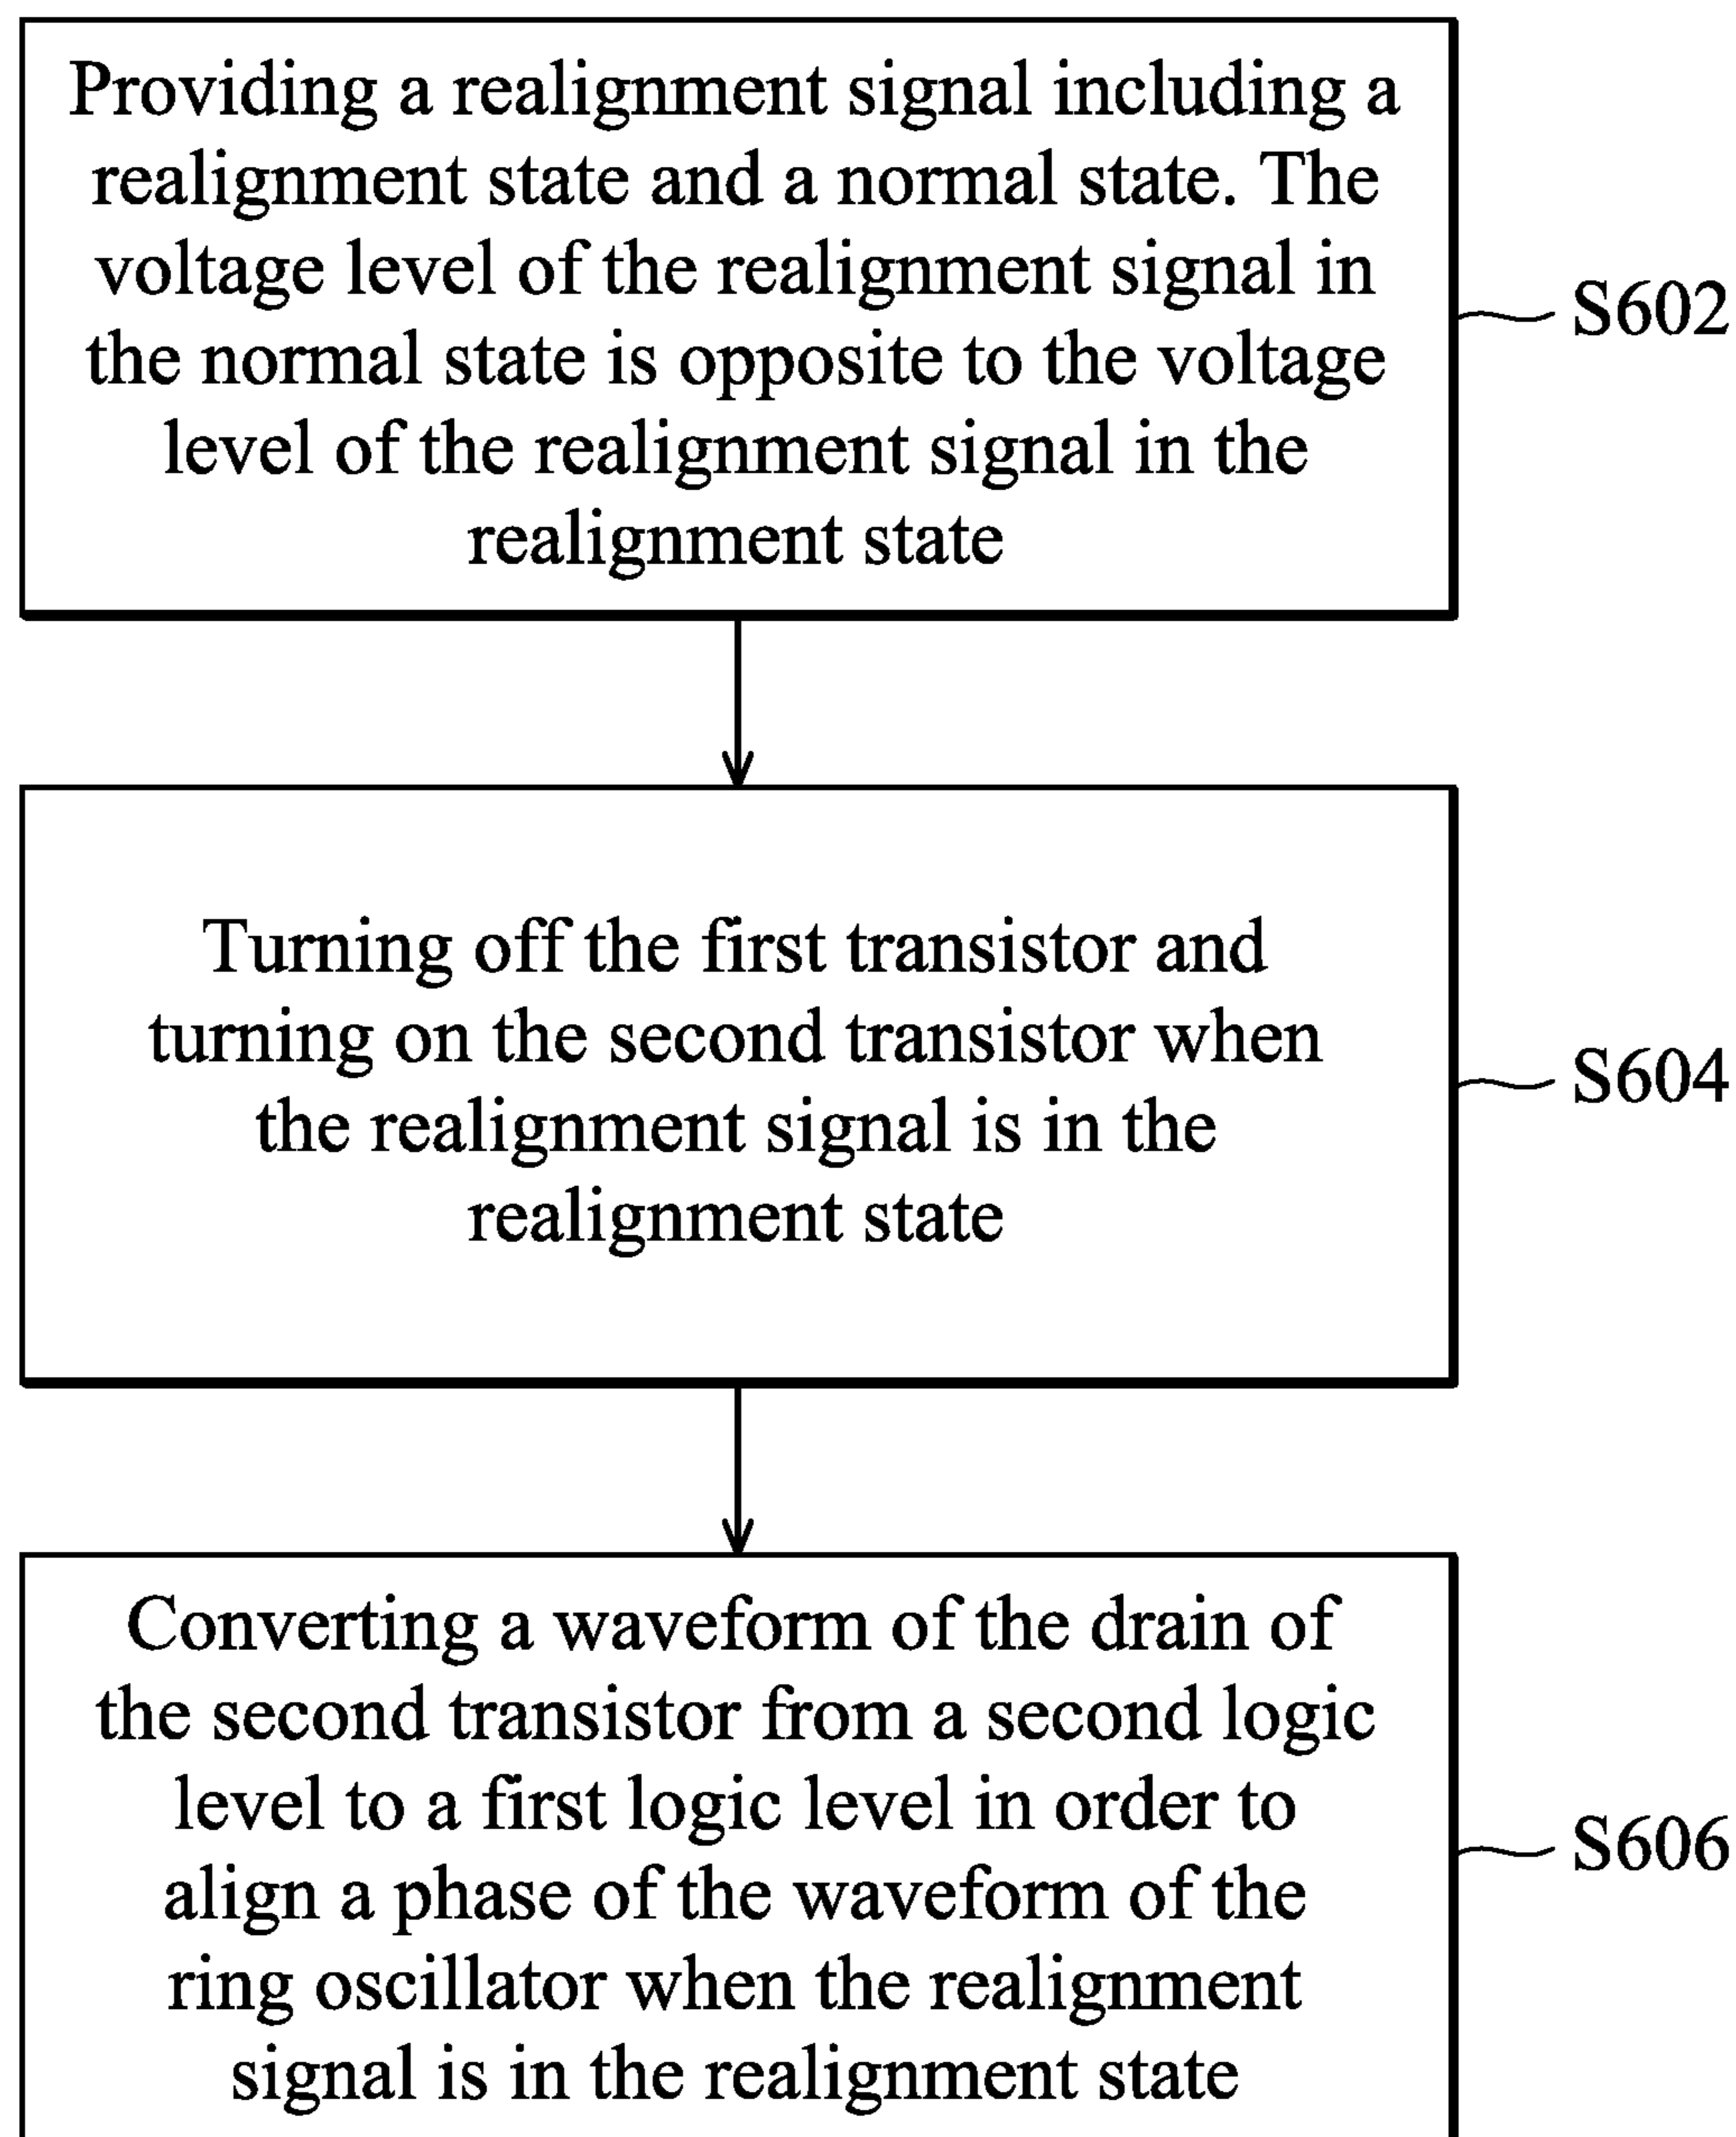 Providing a realignment signal including a
realignment state and a normal state. The
voltage level of the realignment signal in
the normal state is opposite to the voltage
level of the realignment signal in the
realignment state
S602
Turning off the first transistor and
turning on the second transistor when
the realignment signal is in the
realignment state
S604
Converting a waveform of the drain of
the second transistor from a second logic
level to a first logic level in order to
align a phase of the waveform of the
ring oscillator when the realignment
signal is in the realignment state
S606